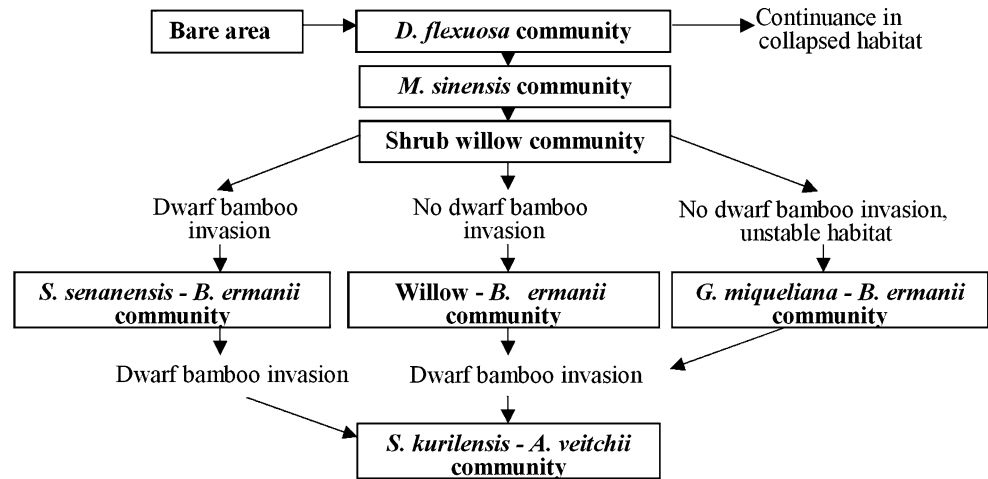 Bare area
D. flexuosa community
Continuance in
collapsed habitat
M. sinensis community
Shrub willow community
Dwarf bamboo
invasion
No dwarf bamboo
invasion
No dwarf bamboo invasion,
unstable habitat
S. senanensis - B. ermanii
community
Willow - B. ermanii
community
G. miqueliana - B. ermanii
community
Dwarf bamboo invasion
Dwarf bamboo invasion
S. kurilensis - A. veitchii
community